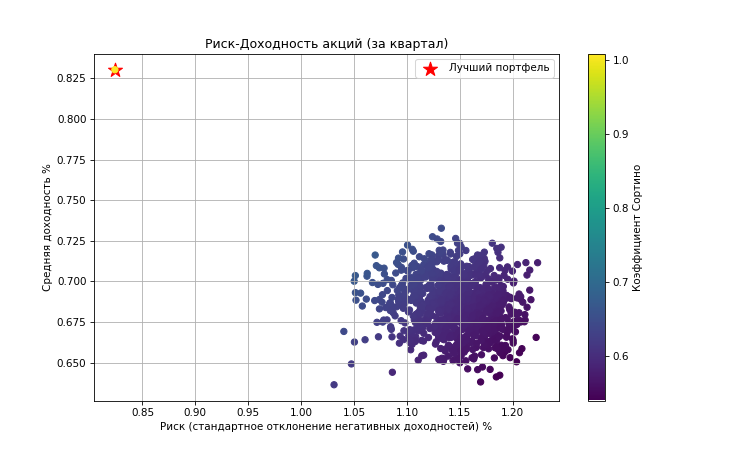 Риск-Доходность акций (за квартал)
Лучший портфель
Средняя доходность %
0.825
0.800
0.775
0.750
0.725
0.700
0.675
0.650
0.85 0.90 0.95 1.00 1.05 1.10 1.15 1.20
Риск (стандартное отклонение негативных доходностей) %
1.0
0.9
0.8
0.7
0.6
Коэффициент Сортино